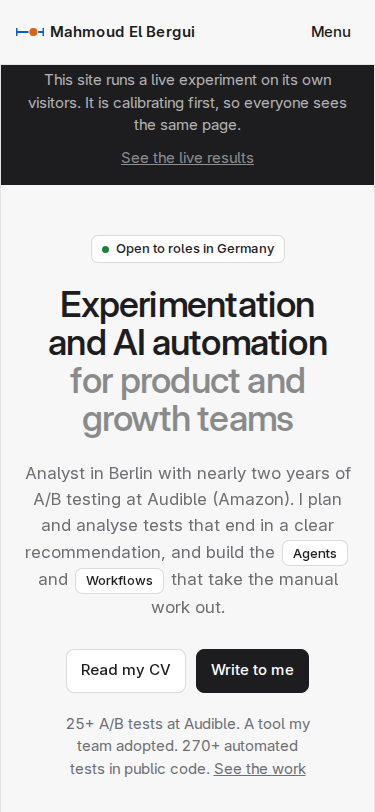 Mahmoud El Bergui
Menu
This site runs a live experiment on its own
visitors. It is calibrating first, so everyone sees
the same page.
See the live results
Open to roles in Germany
Experimentation
and AI automation
for product and
growth teams
Analyst in Berlin with nearly two years of
A/B testing at Audible (Amazon). I plan
and analyse tests that end in a clear
recommendation, and build the Agents
and Workflows that take the manual
work out.
Read my CV
Write to me
25+ A/B tests at Audible. A tool my
team adopted. 270+ automated
tests in public code. See the work